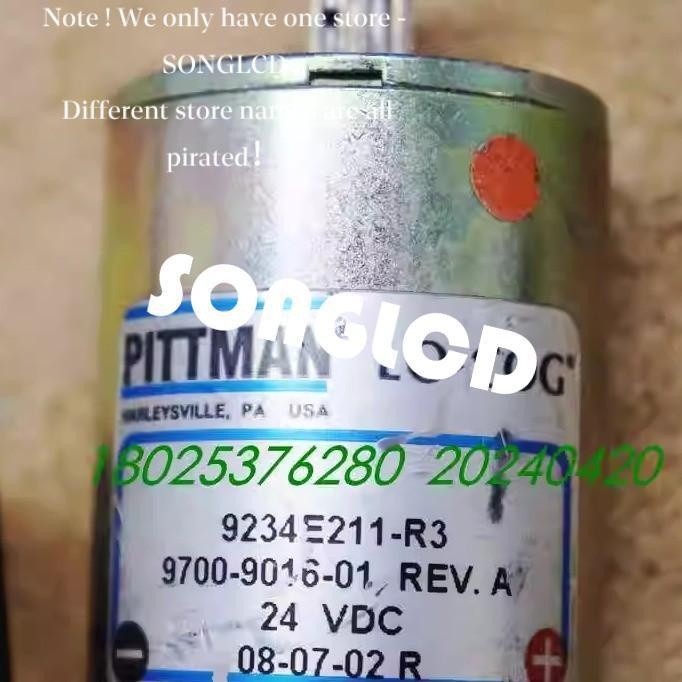 Note ! We only have one store -
SONGLCD
Different store names are all
pirated!
SONGLCD
PITTMAN LO-COG
HARLEYSVILLE, PA USA
18025376280 20240420
9234E211-R3
9700-9016-01, REV. A
24 VDC
08-07-02 R
- +